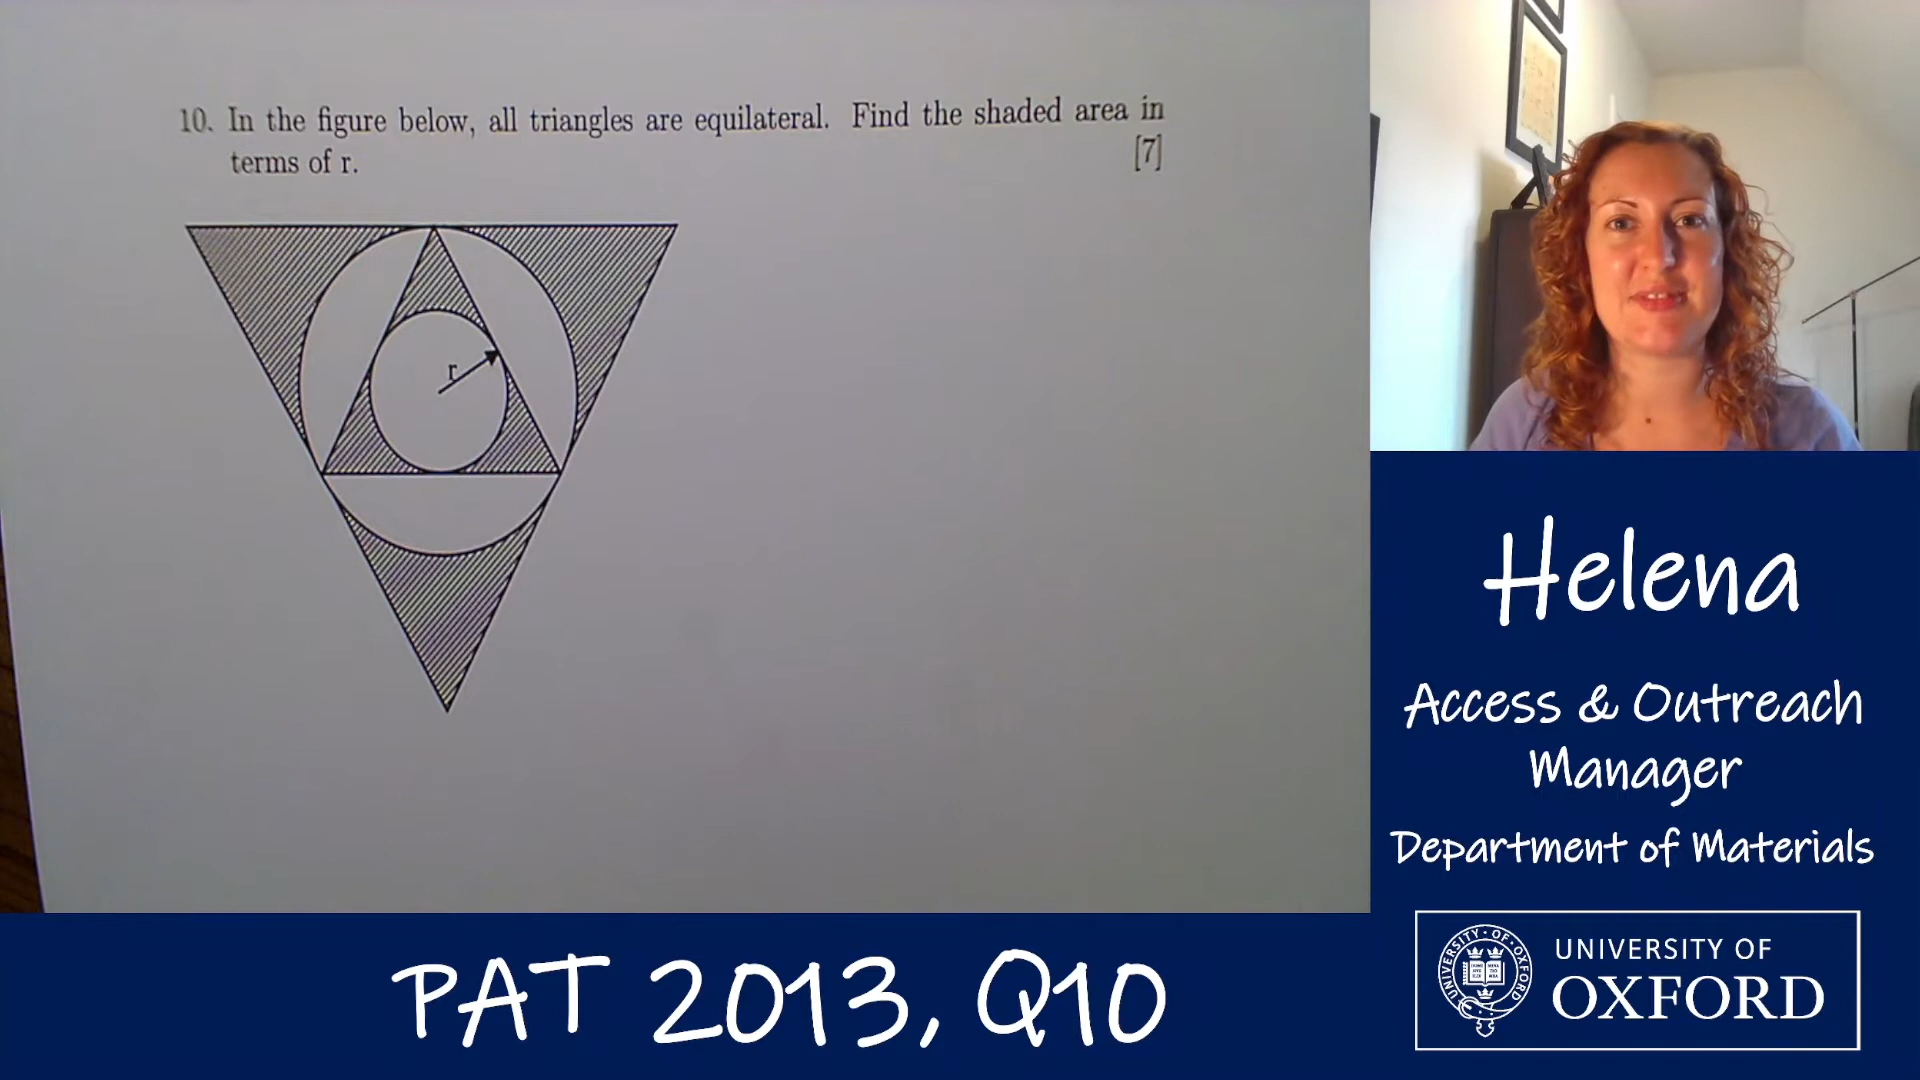 10. In the figure below, all triangles are equilateral. Find the shaded area in
terms of r.
[7]
r
Helena
Access & Outreach
Manager
Department of Materials
PAT 2013, Q10
UNIVERSITY OF
OXFORD